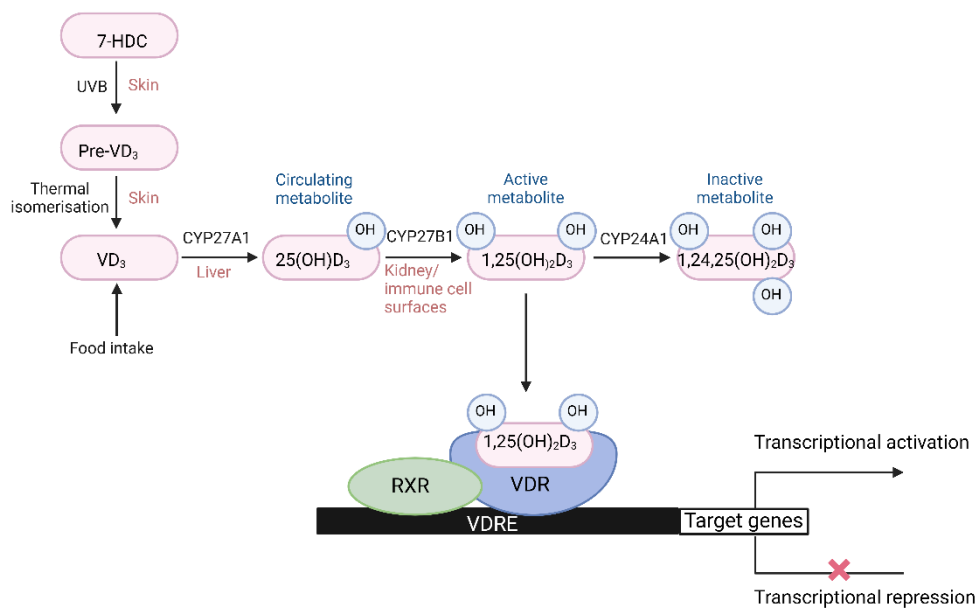 7-HDC
UVB
Skin
Pre-VD₃
Thermal
isomerisation
Skin
Circulating
metabolite
Active
metabolite
Inactive
metabolite
VD₃
CYP27A1
Liver
OH
25(OH)D₃
CYP27B1
Kidney/
immune cell
surfaces
OH
OH
1,25(OH)₂D₃
CYP24A1
OH
OH
1,24,25(OH)₂D₃
OH
Food intake
OH
OH
1,25(OH)₂D₃
RXR
VDR
VDRE
Target genes
Transcriptional activation
Transcriptional repression